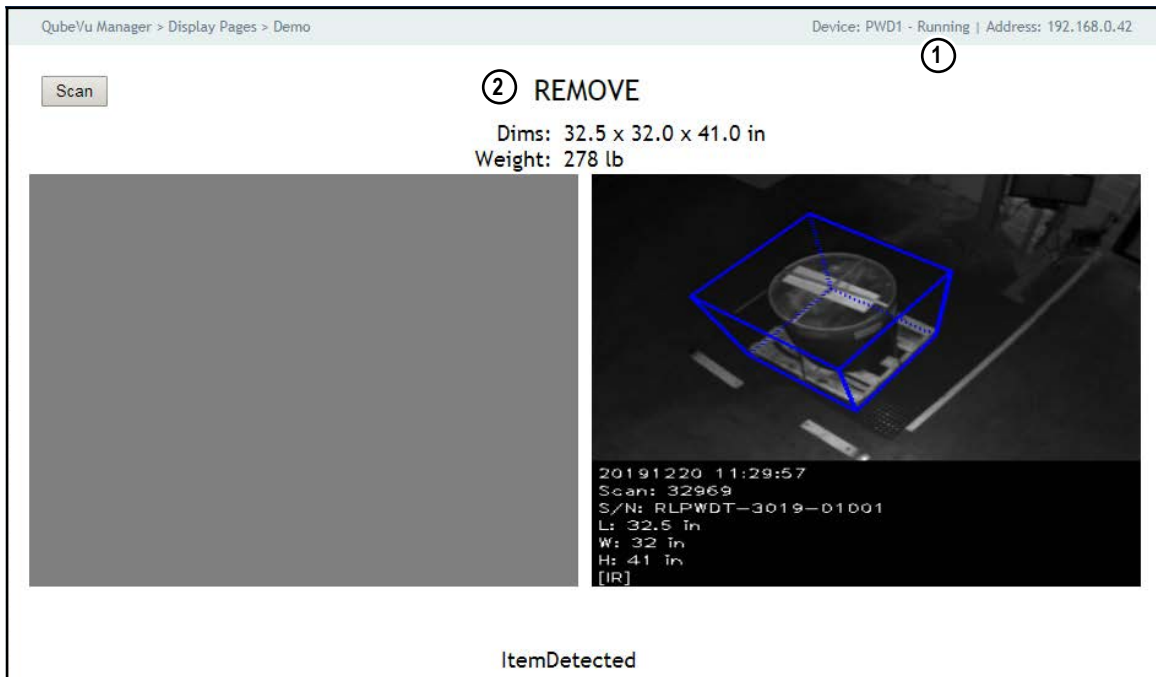 QubeVu Manager > Display Pages > Demo
Device: PWD1 - Running | Address: 192.168.0.42
1
Scan
2 REMOVE
Dims: 32.5 x 32.0 x 41.0 in
Weight: 278 lb
20191220 11:29:57
Scan: 32969
S/N: RLPWDT-3019-01001
L: 32.5 in
W: 32 in
H: 41 in
[IR]
ItemDetected